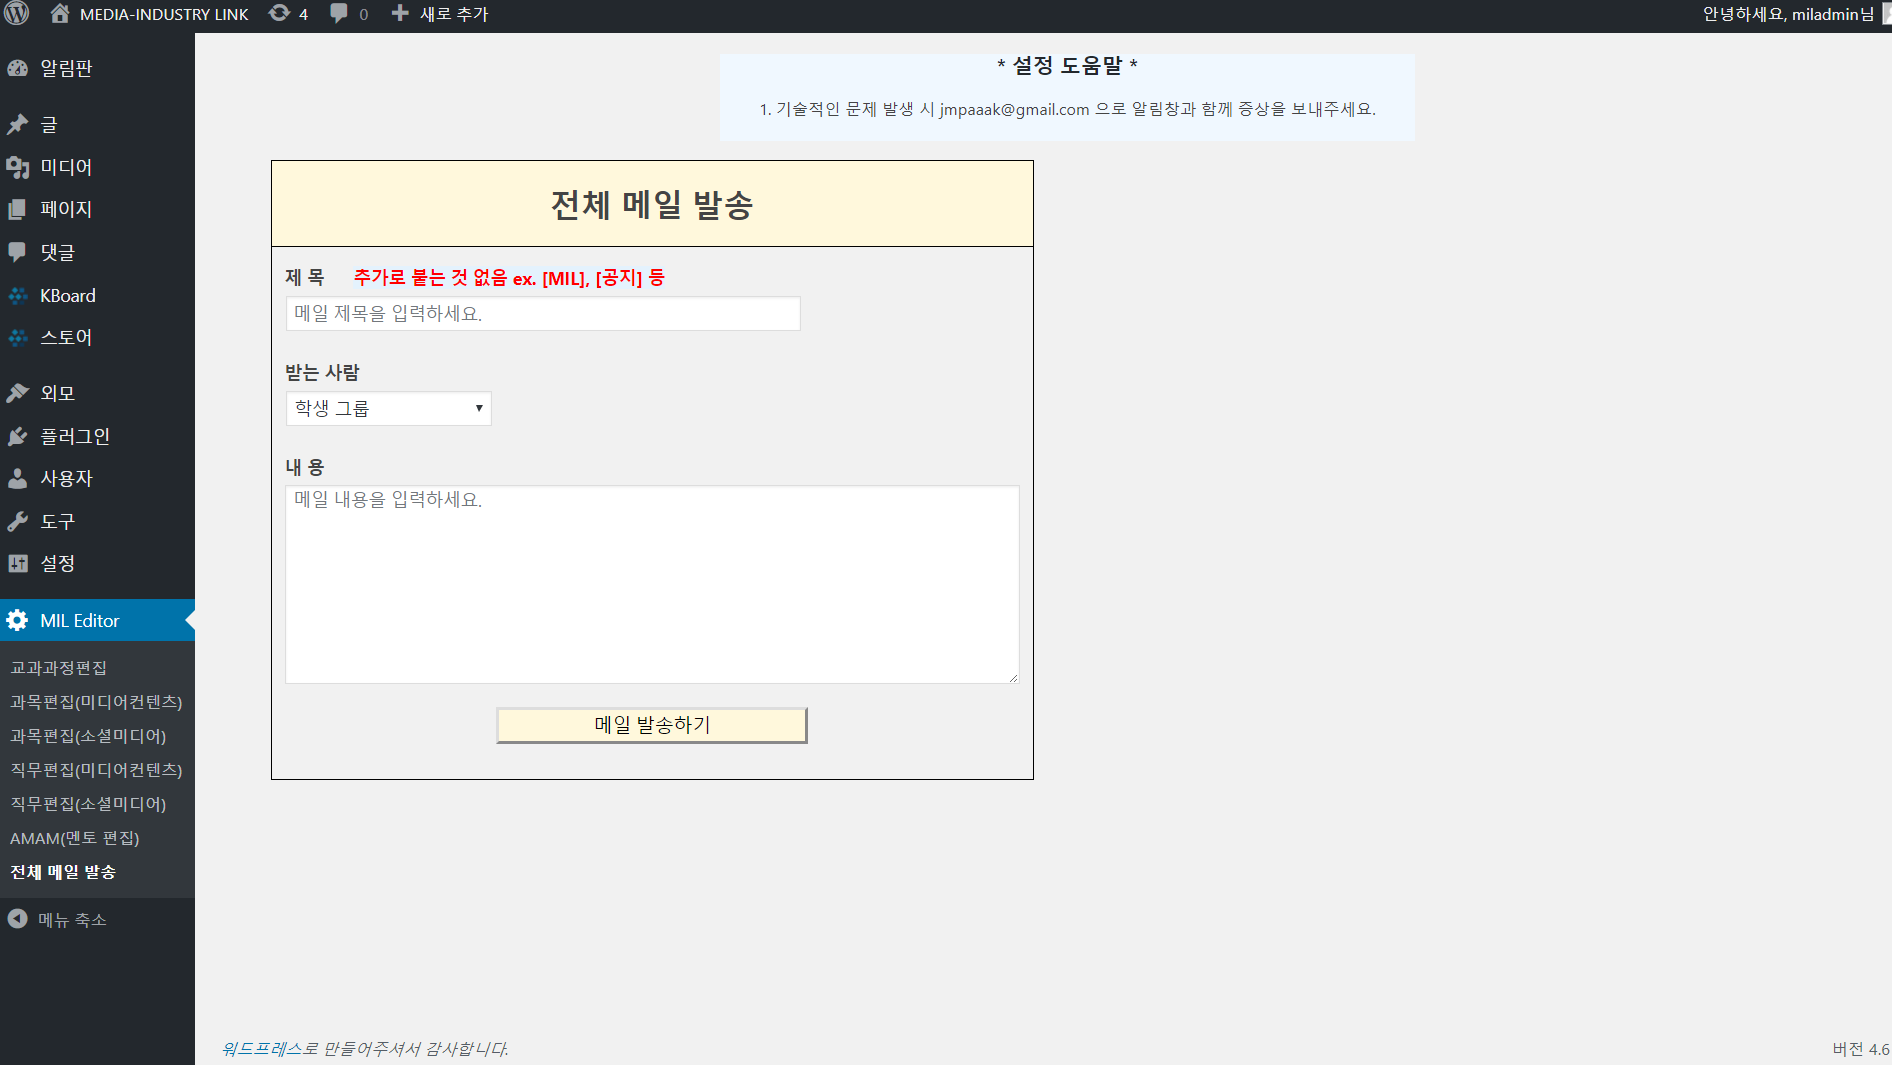 MEDIA-INDUSTRY LINK 4 0 새로 추가 안녕하세요, miladmin님
알림판
글
미디어
페이지
댓글
KBoard
스토어
외모
플러그인
사용자
도구
설정
MIL Editor
교과과정편집
과목편집(미디어컨텐츠)
과목편집(소셜미디어)
직무편집(미디어컨텐츠)
직무편집(소셜미디어)
AMAM(멘토 편집)
전체 메일 발송
메뉴 축소
* 설정 도움말 *
1. 기술적인 문제 발생 시 jmpaaak@gmail.com 으로 알림창과 함께 증상을 보내주세요.
전체 메일 발송
제 목 추가로 붙는 것 없음 ex. [MIL], [공지] 등
메일 제목을 입력하세요.
받는 사람
학생 그룹
내 용
메일 내용을 입력하세요.
메일 발송하기
워드프레스로 만들어주셔서 감사합니다.
버전 4.6